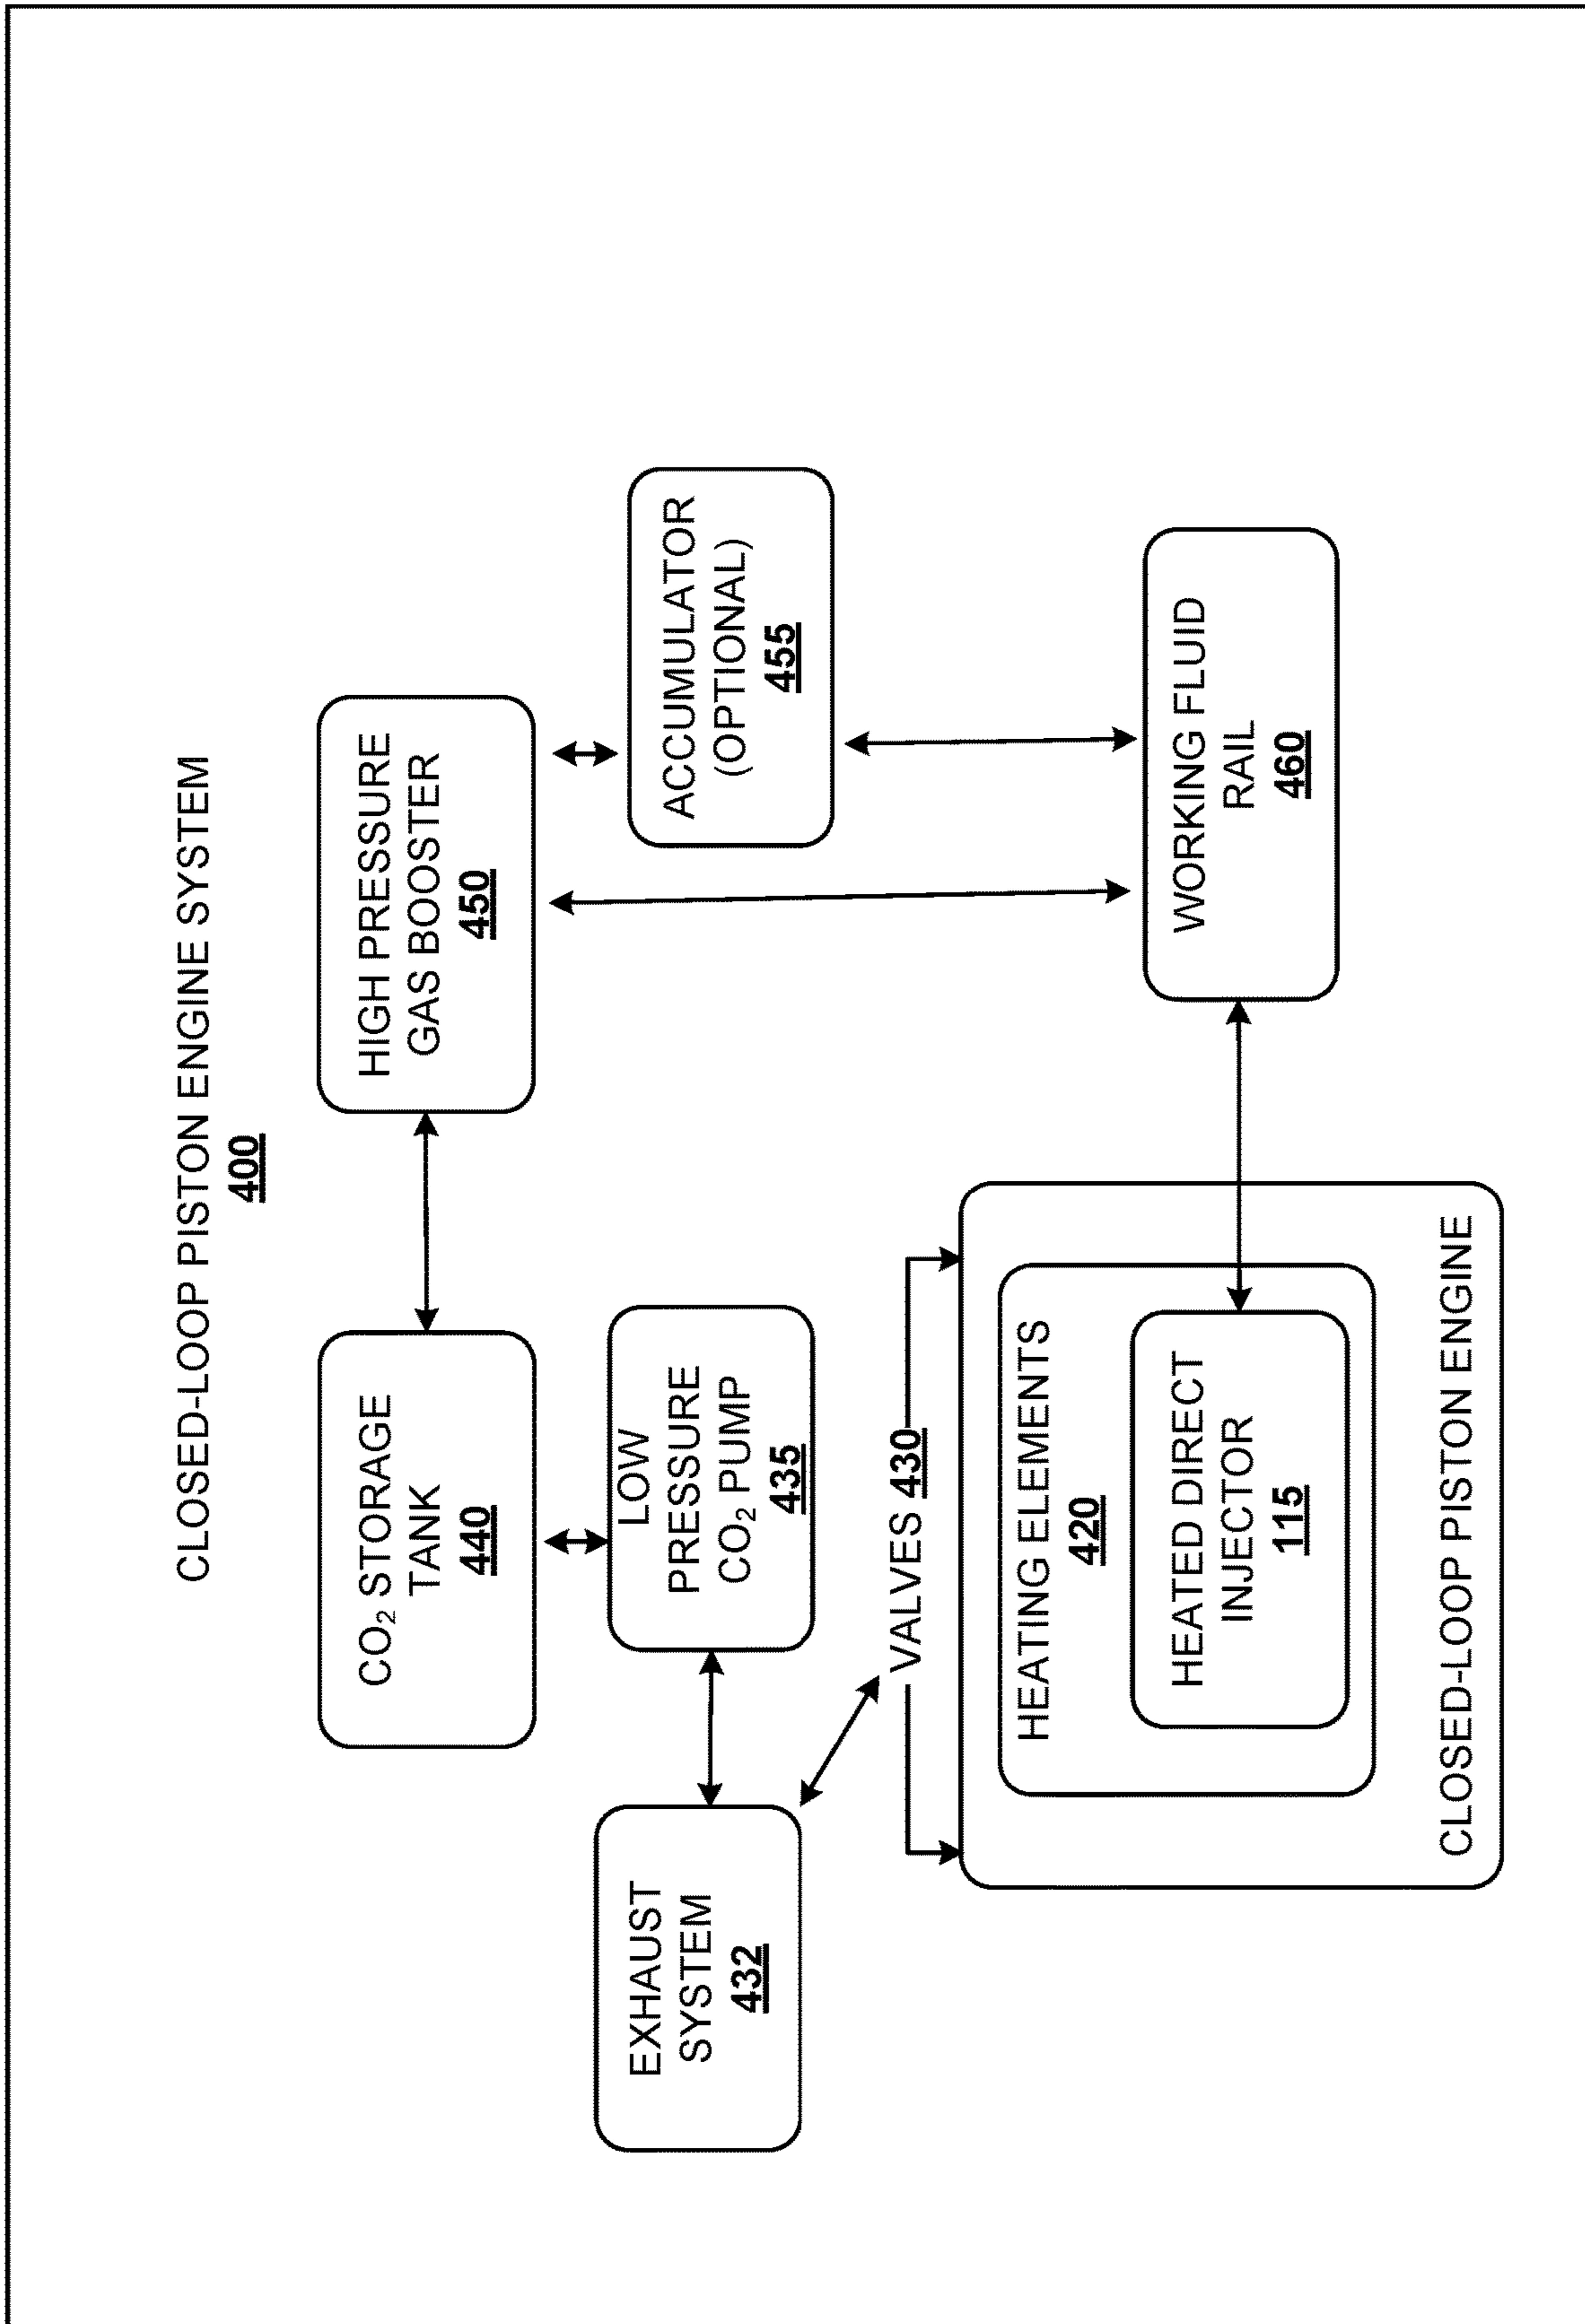 CLOSED-LOOP PISTON ENGINE SYSTEM
400
CO₂ STORAGE
TANK
440
HIGH PRESSURE
GAS BOOSTER
450
EXHAUST
SYSTEM
432
LOW
PRESSURE
CO₂ PUMP
435
ACCUMULATOR
(OPTIONAL)
455
VALVES 430
HEATING ELEMENTS
420
HEATED DIRECT
INJECTOR
115
CLOSED-LOOP PISTON ENGINE
WORKING FLUID
RAIL
460